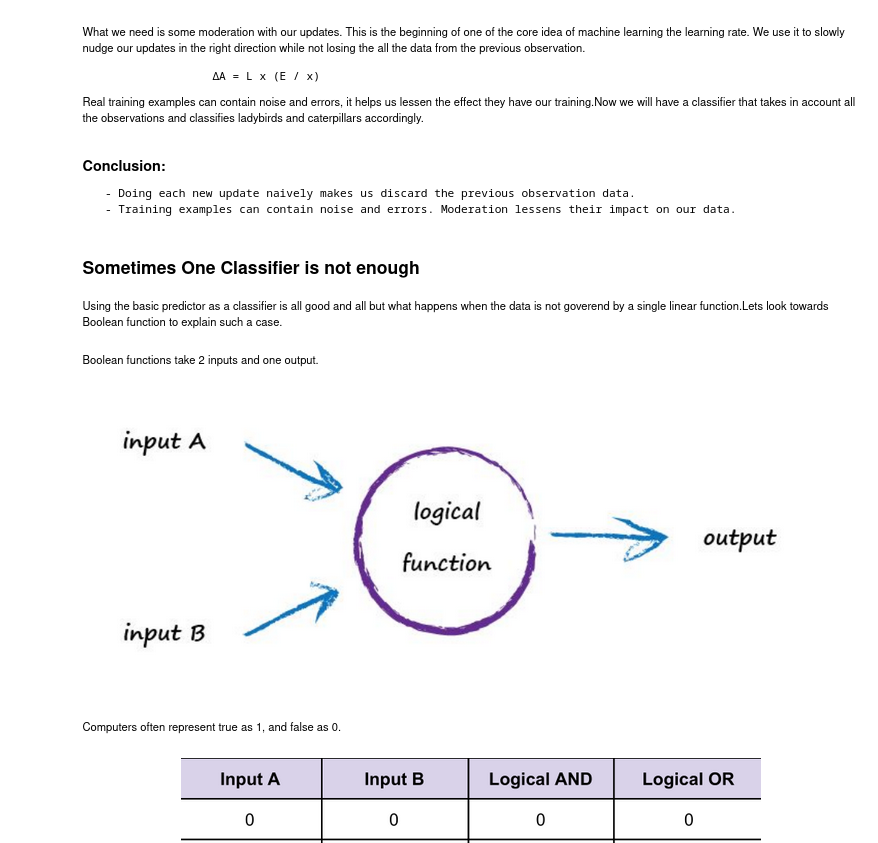 What we need is some moderation with our updates. This is the beginning of one of the core idea of machine learning the learning rate. We use it to slowly
nudge our updates in the right direction while not losing the all the data from the previous observation.
ΔA = L x (E / x)
Real training examples can contain noise and errors, it helps us lessen the effect they have our training.Now we will have a classifier that takes in account all
the observations and classifies ladybirds and caterpillars accordingly.
Conclusion:
- Doing each new update naively makes us discard the previous observation data.
- Training examples can contain noise and errors. Moderation lessens their impact on our data.
Sometimes One Classifier is not enough
Using the basic predictor as a classifier is all good and all but what happens when the data is not goverend by a single linear function.Lets look towards
Boolean function to explain such a case.
Boolean functions take 2 inputs and one output.
input A
logical
function
output
input B
Computers often represent true as 1, and false as 0.
Input A Input B Logical AND Logical OR
0 0 0 0